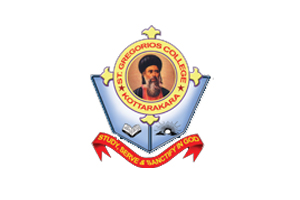 ST. GREGORIOS COLLEGE
KOTTARAKARA
STUDY, SERVE & SANCTIFY IN GOD